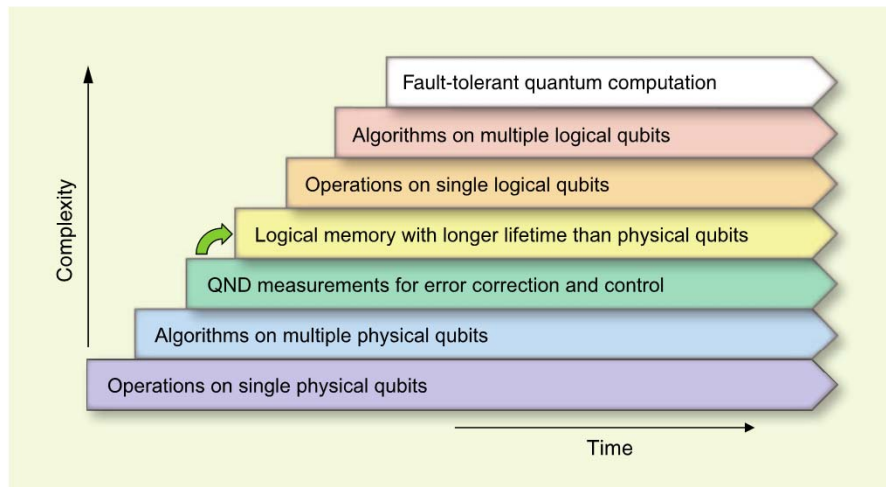 Fault-tolerant quantum computation
Algorithms on multiple logical qubits
Operations on single logical qubits
Logical memory with longer lifetime than physical qubits
QND measurements for error correction and control
Algorithms on multiple physical qubits
Operations on single physical qubits
Complexity
Time